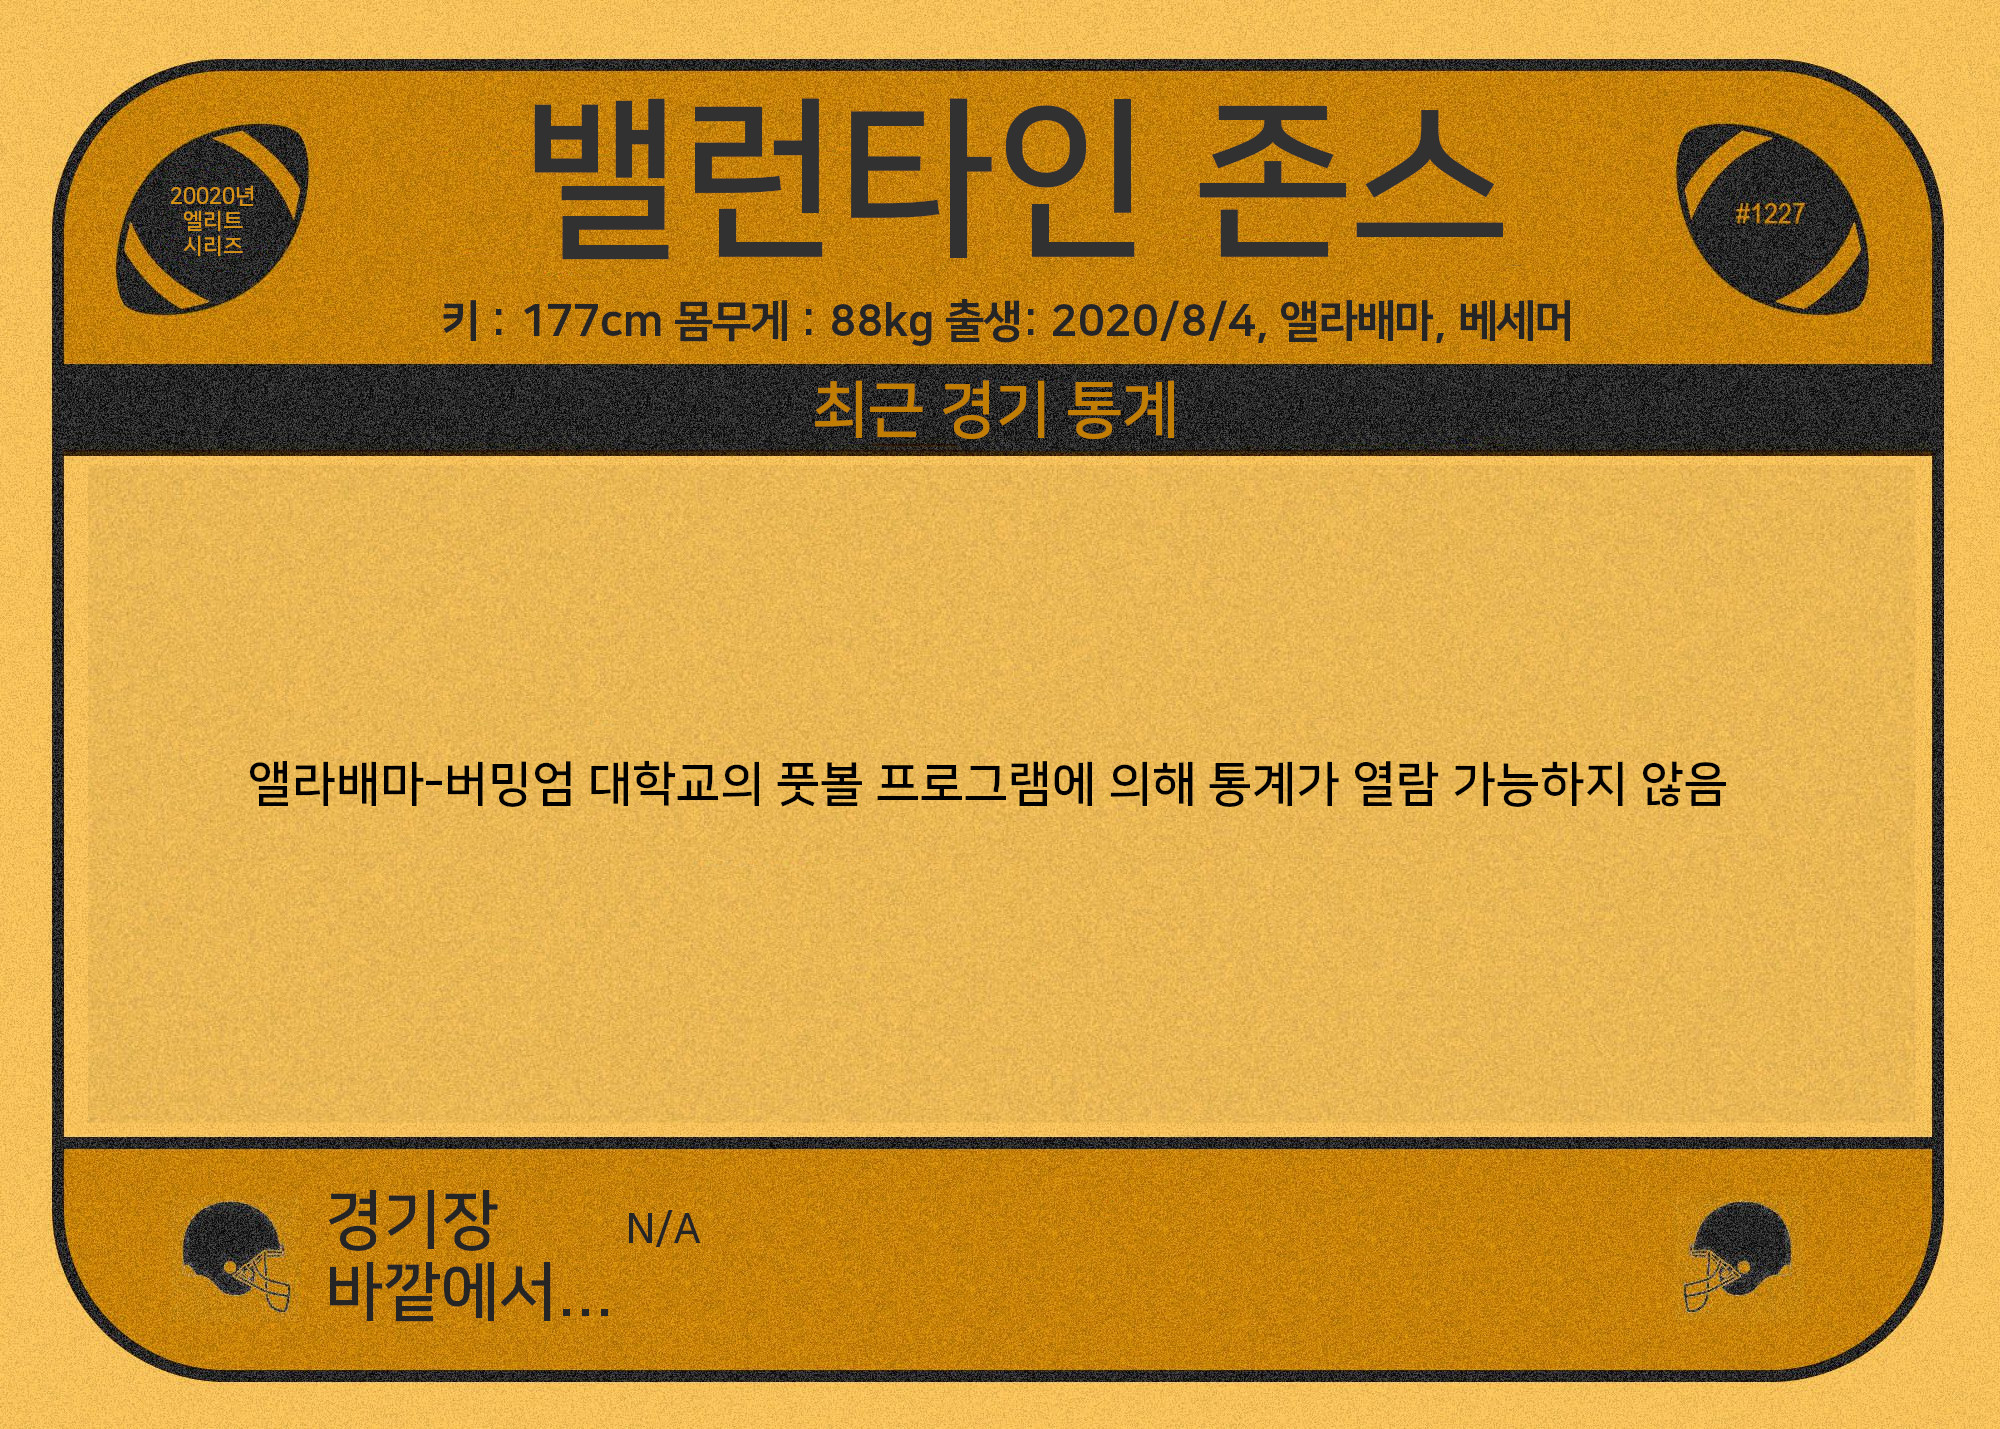 밸런타인 존스
20020년
엘리트
시리즈
#1227
키 : 177cm 몸무게 : 88kg 출생: 2020/8/4, 앨라배마, 베세머
최근 경기 통계
앨라배마-버밍엄 대학교의 풋볼 프로그램에 의해 통계가 열람 가능하지 않음
경기장
바깥에서...
N/A